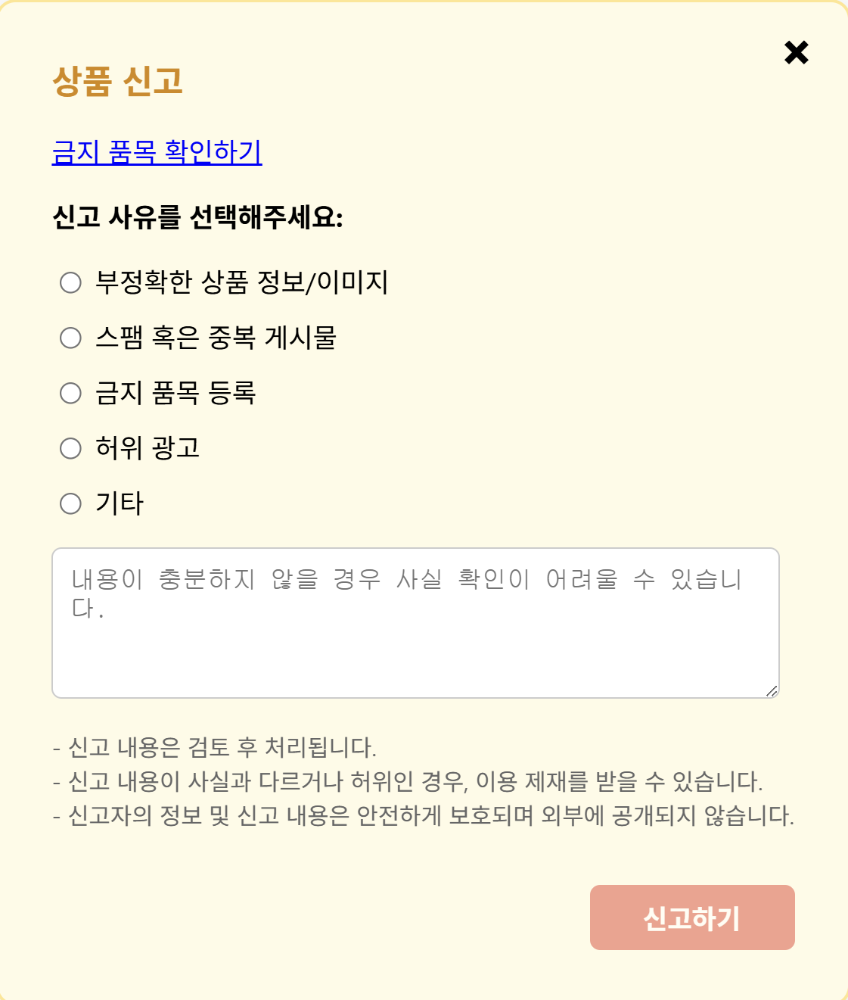 상품 신고
금지 품목 확인하기
신고 사유를 선택해주세요:
부정확한 상품 정보/이미지
스팸 혹은 중복 게시물
금지 품목 등록
허위 광고
기타
내용이 충분하지 않을 경우 사실 확인이 어려울 수 있습니
다.
- 신고 내용은 검토 후 처리됩니다.
- 신고 내용이 사실과 다르거나 허위인 경우, 이용 제재를 받을 수 있습니다.
- 신고자의 정보 및 신고 내용은 안전하게 보호되며 외부에 공개되지 않습니다.
신고하기